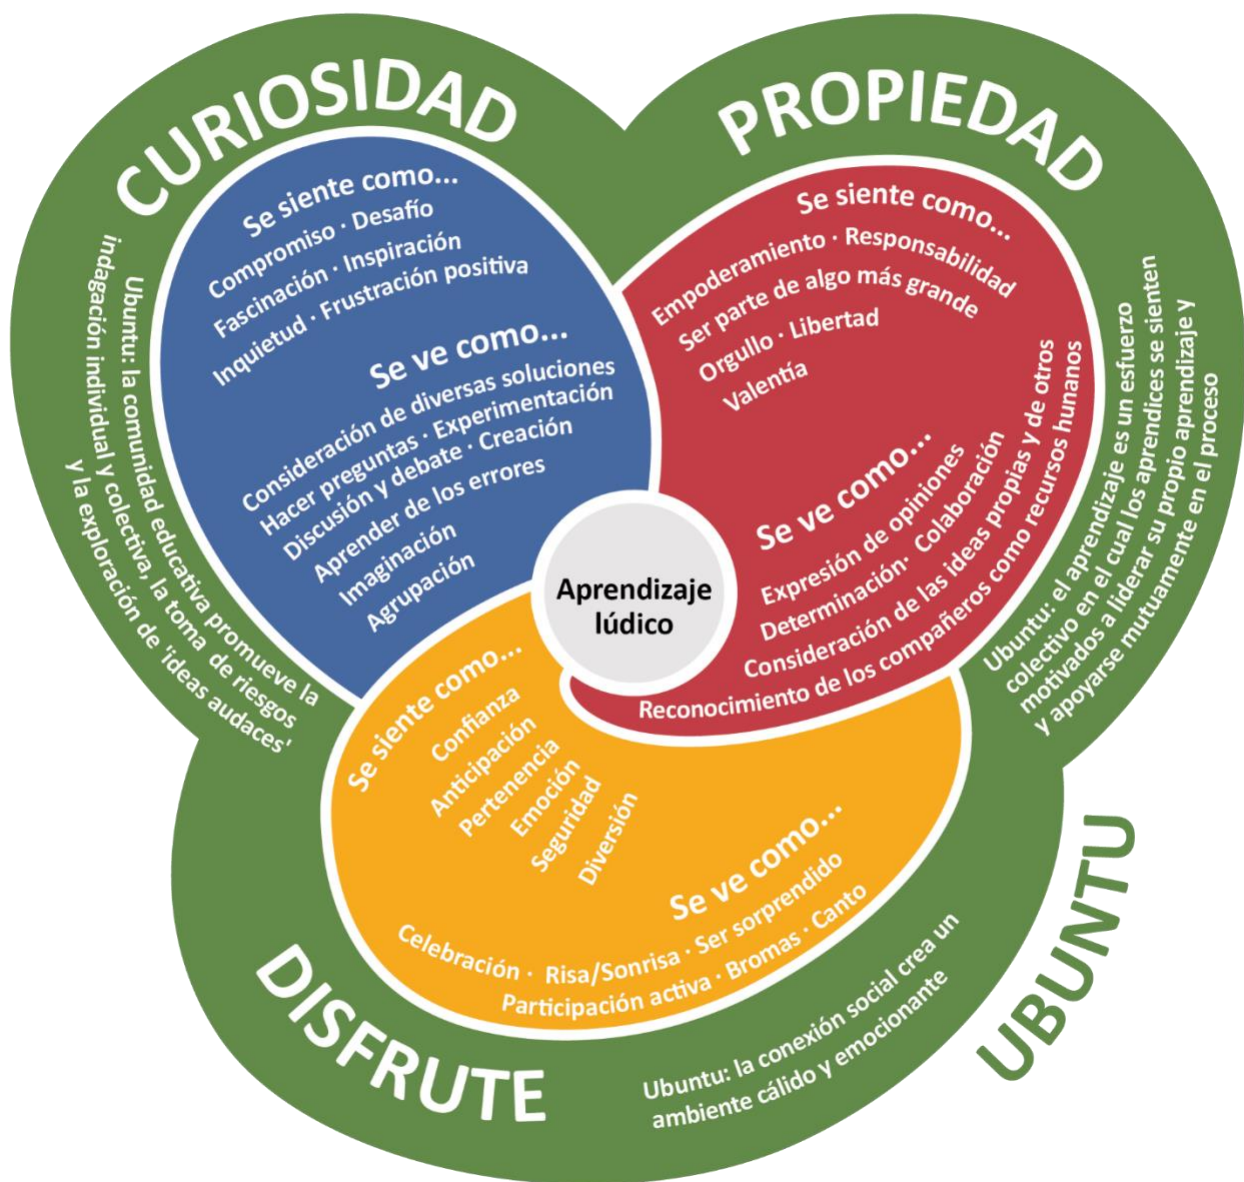 CURIOSIDAD
Se siente como...
Compromiso · Desafío
Fascinación · Inspiración
Inquietud · Frustración positiva
Se ve como...
Consideración de diversas soluciones
Hacer preguntas · Experimentación
Discusión y debate · Creación
Aprender de los errores
Imaginación
Agrupación
Ubuntu: la comunidad educativa promueve la
indagación individual y colectiva, la toma de riesgos
y la exploración de 'ideas audaces'
PROPIEDAD
Se siente como...
Empoderamiento · Responsabilidad
Ser parte de algo más grande
Orgullo · Libertad
Valentía
Se ve como...
Expresión de opiniones
Determinación· Colaboración
Consideración de las ideas propias y de otros
Reconocimiento de los compañeros como recursos humanos
Ubuntu: el aprendizaje es un esfuerzo
colectivo en el cual los aprendices se sienten
motivados a liderar su propio aprendizaje y
y apoyarse mutuamente en el proceso
Aprendizaje
lúdico
Se siente como...
Confianza
Anticipación
Pertenencia
Emoción
Seguridad
Diversión
Se ve como...
Celebración · Risa/Sonrisa · Ser sorprendido
Participación activa · Bromas · Canto
DISFRUTE
Ubuntu: la conexión social crea un
ambiente cálido y emocionante
UBUNTU